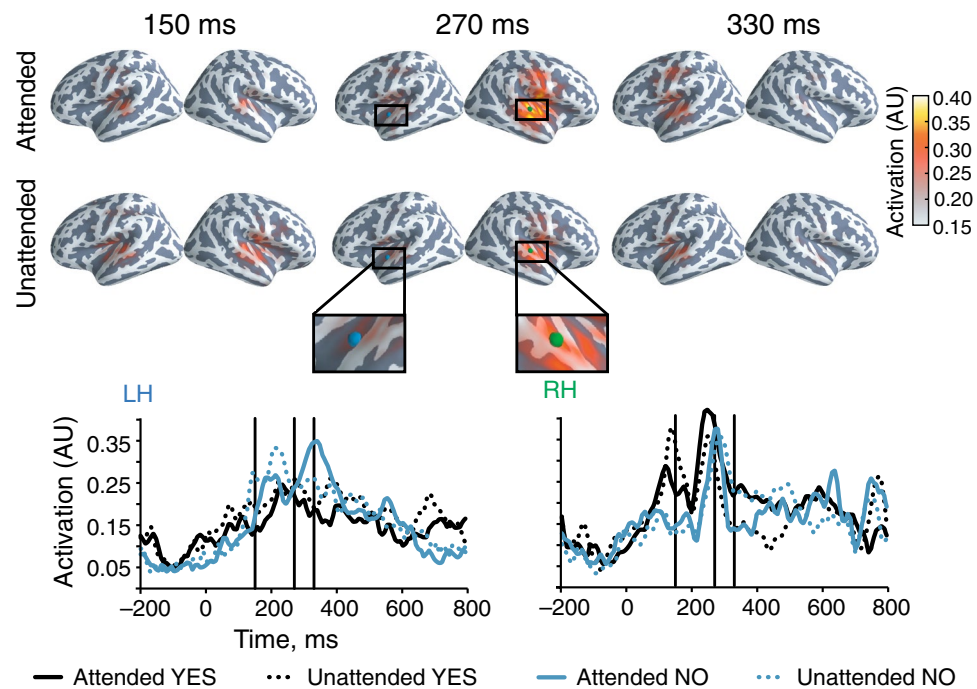 150 ms 270 ms 330 ms
Attended
Unattended
Activation (AU)
0.40
0.35
0.30
0.25
0.20
0.15
LH
RH
Activation (AU)
0.35
0.25
0.15
0.05
−200 0 200 400 600 800
−200 0 200 400 600 800
Time, ms
Attended YES Unattended YES Attended NO Unattended NO